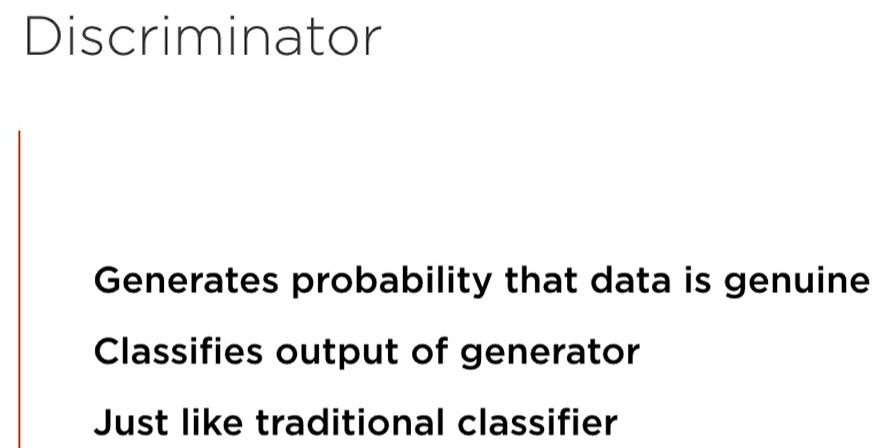 Discriminator
Generates probability that data is genuine
Classifies output of generator
Just like traditional classifier